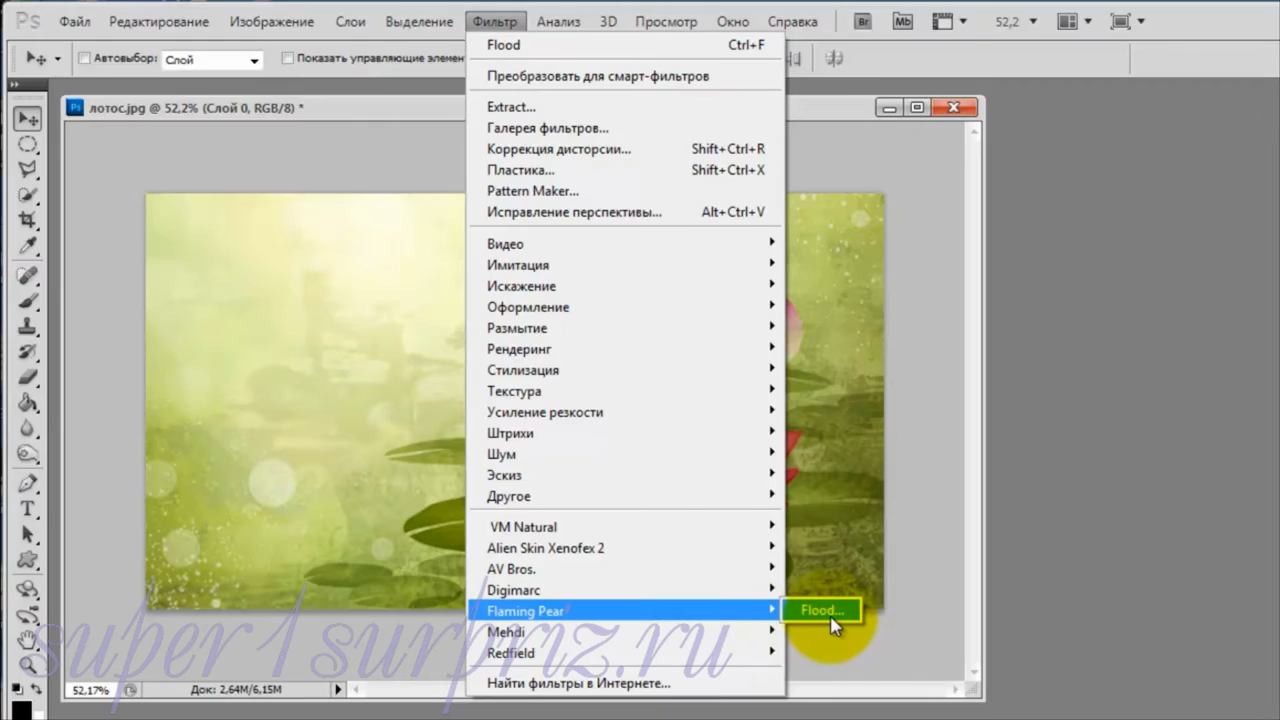 Ps Файл Редактирование Изображение Слои Выделение Фильтр Анализ 3D Просмотр Окно Справка Br Mb 52,2
Автовыбор: Слой Показать управляющие элемен
лотос.jpg @ 52,2% (Слой 0, RGB/8) *
Flood Ctrl+F
Преобразовать для смарт-фильтров
Extract...
Галерея фильтров...
Коррекция дисторсии... Shift+Ctrl+R
Пластика... Shift+Ctrl+X
Pattern Maker...
Исправление перспективы... Alt+Ctrl+V
Видео
Имитация
Искажение
Оформление
Размытие
Рендеринг
Стилизация
Текстура
Усиление резкости
Штрихи
Шум
Эскиз
Другое
VM Natural
Alien Skin Xenofex 2
AV Bros.
Digimarc
Flaming Pear Flood...
Mehdi
Redfield
Найти фильтры в Интернете...
super1surpriz.ru
52,17% Док: 2,64M/6,15M